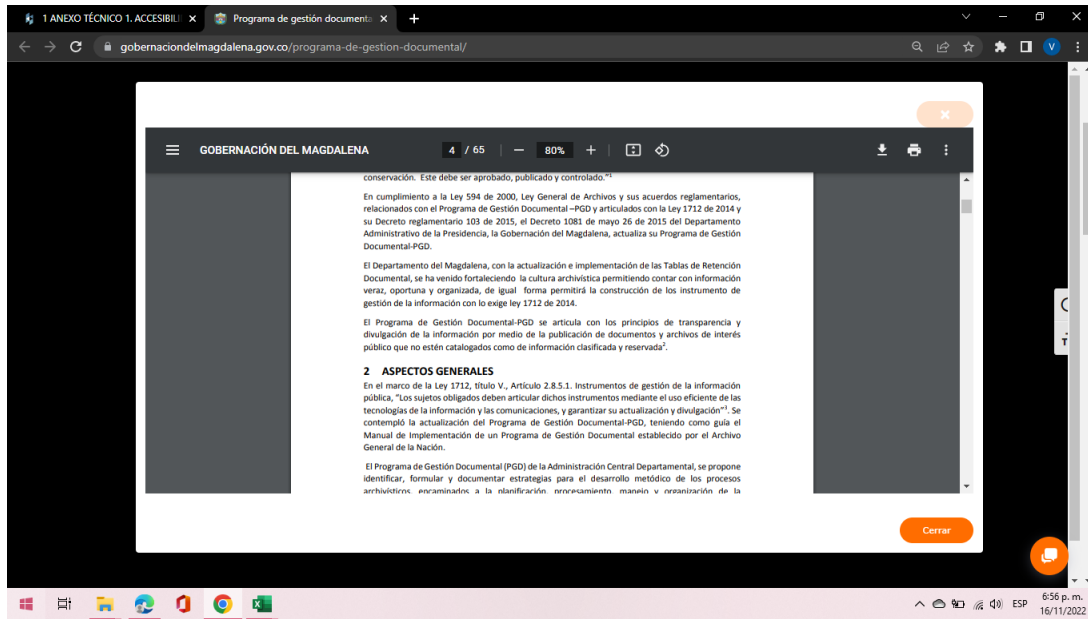 1 ANEXO TÉCNICO 1. ACCESIBILI
Programa de gestión documenta
gobernaciondelmagdalena.gov.co/programa-de-gestion-documental/
V
GOBERNACIÓN DEL MAGDALENA
4 / 65
80%
conservación. Este debe ser aprobado, publicado y controlado."1
En cumplimiento a la Ley 594 de 2000, Ley General de Archivos y sus acuerdos reglamentarios,
relacionados con el Programa de Gestión Documental –PGD y articulados con la Ley 1712 de 2014 y
su Decreto reglamentario 103 de 2015, el Decreto 1081 de mayo 26 de 2015 del Departamento
Administrativo de la Presidencia, la Gobernación del Magdalena, actualiza su Programa de Gestión
Documental-PGD.
El Departamento del Magdalena, con la actualización e implementación de las Tablas de Retención
Documental, se ha venido fortaleciendo la cultura archivística permitiendo contar con información
veraz, oportuna y organizada, de igual forma permitirá la construcción de los instrumento de
gestión de la información con lo exige ley 1712 de 2014.
El Programa de Gestión Documental-PGD se articula con los principios de transparencia y
divulgación de la información por medio de la publicación de documentos y archivos de interés
público que no estén catalogados como de información clasificada y reservada2.
2 ASPECTOS GENERALES
En el marco de la Ley 1712, título V., Artículo 2.8.5.1. Instrumentos de gestión de la información
pública, "Los sujetos obligados deben articular dichos instrumentos mediante el uso eficiente de las
tecnologías de la información y las comunicaciones, y garantizar su actualización y divulgación"3. Se
contempló la actualización del Programa de Gestión Documental-PGD, teniendo como guía el
Manual de Implementación de un Programa de Gestión Documental establecido por el Archivo
General de la Nación.
El Programa de Gestión Documental (PGD) de la Administración Central Departamental, se propone
identificar, formular y documentar estrategias para el desarrollo metódico de los procesos
archivísticos, encaminados a la planificación, procesamiento, manejo y organización de la
Cerrar
ESP
6:56 p. m.
16/11/2022